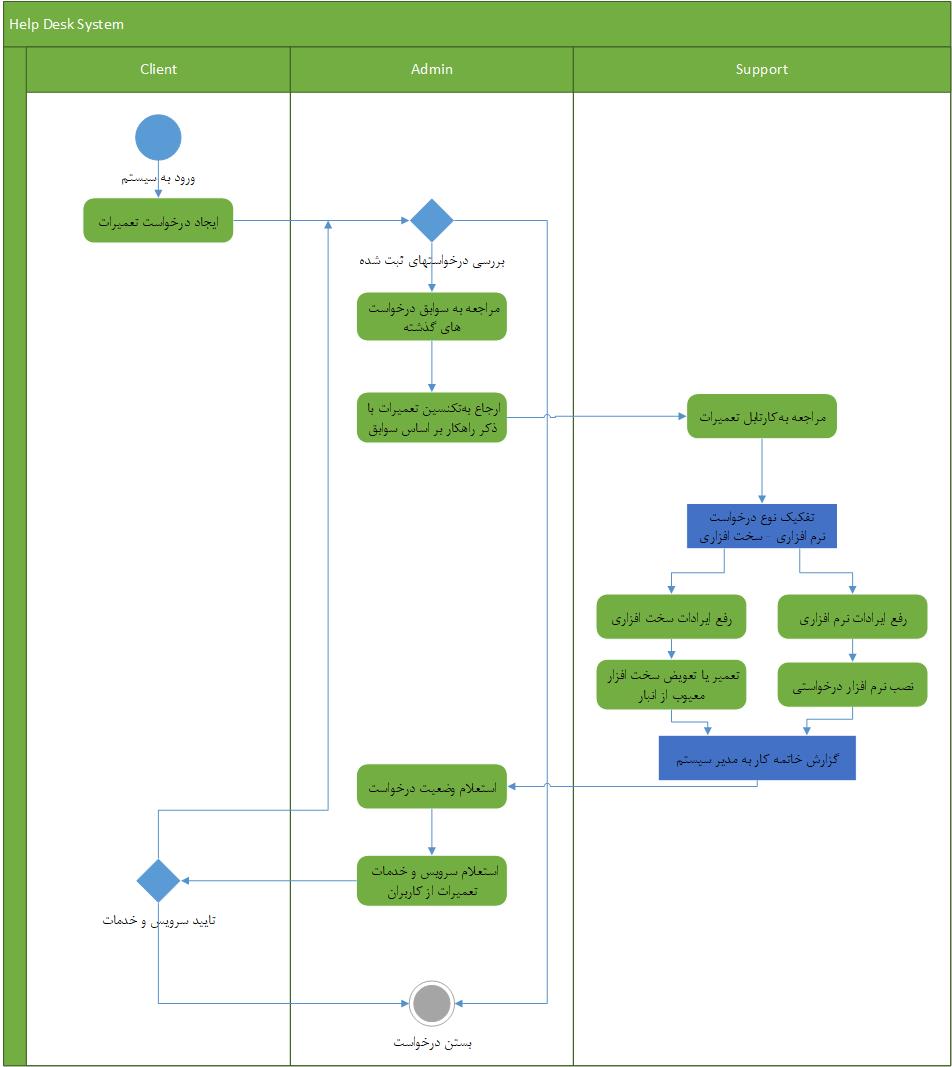 Help Desk System
Client
Admin
Support
ورود به سیستم
ایجاد درخواست تعمیرات
بررسی درخواستهای ثبت شده
مراجعه به سوابق درخواست
های گذشته
ارجاع به‌تکنسین تعمیرات با
ذکر راهکار بر اساس سوابق
مراجعه به‌کارتابل تعمیرات
تفکیک نوع درخواست
نرم افزاری - سخت افزاری
رفع ایرادات سخت افزاری
رفع ایرادات نرم افزاری
تعمیر یا تعویض سخت افزار
معیوب از انبار
نصب نرم افزار درخواستی
گزارش خاتمه کار به مدیر سیستم
استعلام وضعیت درخواست
استعلام سرویس و خدمات
تعمیرات از کاربران
تایید سرویس و خدمات
بستن درخواست